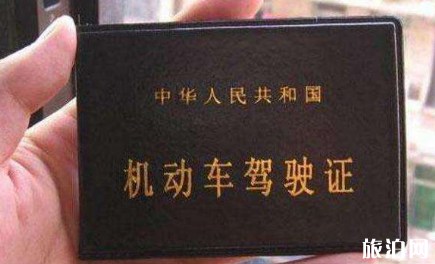 中华人民共和国
机动车驾驶证
旅泊网